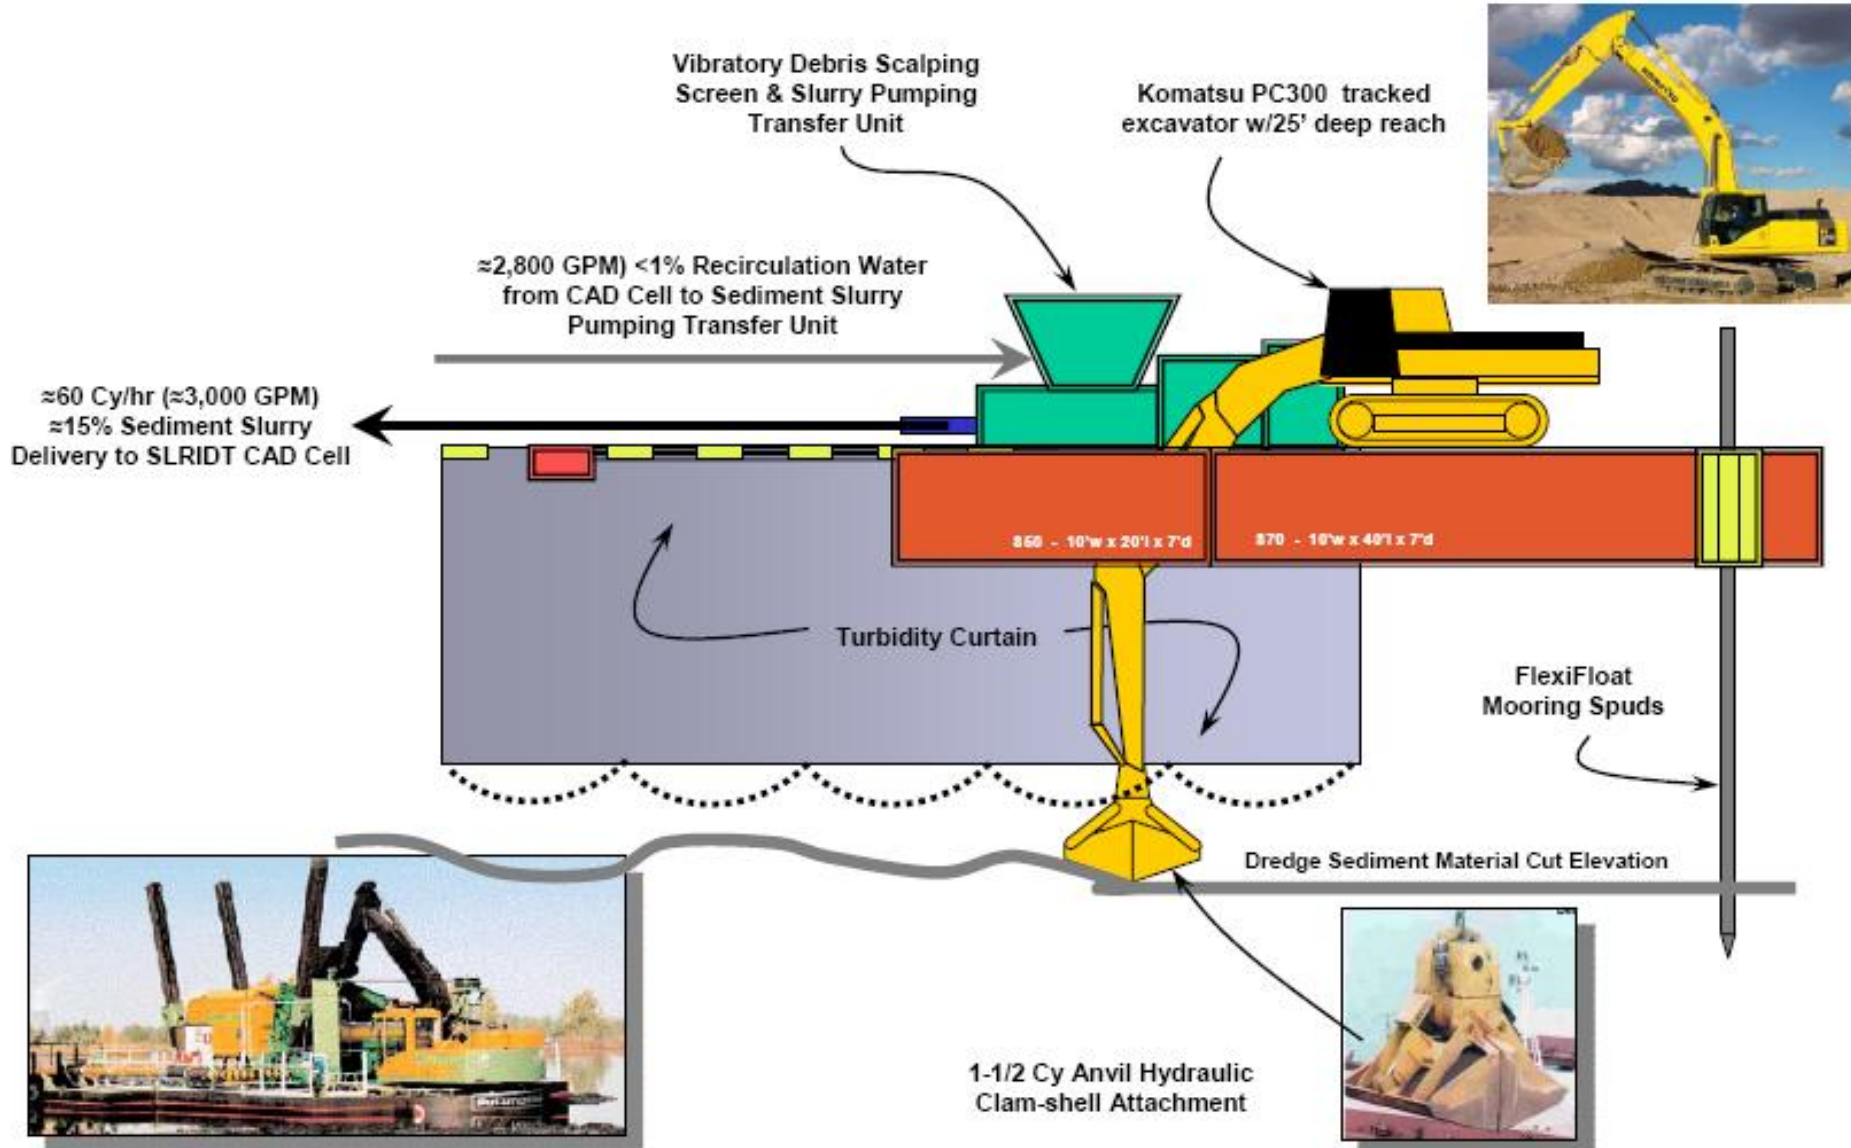 Vibratory Debris Scalping
Screen & Slurry Pumping
Transfer Unit
Komatsu PC300 tracked
excavator w/25' deep reach
KOMATSU
≈2,800 GPM) <1% Recirculation Water
from CAD Cell to Sediment Slurry
Pumping Transfer Unit
≈60 Cy/hr (≈3,000 GPM)
≈15% Sediment Slurry
Delivery to SLRIDT CAD Cell
850 - 10'w x 20'l x 7'd
870 - 10'w x 40'l x 7'd
Turbidity Curtain
FlexiFloat
Mooring Spuds
Dredge Sediment Material Cut Elevation
1-1/2 Cy Anvil Hydraulic
Clam-shell Attachment